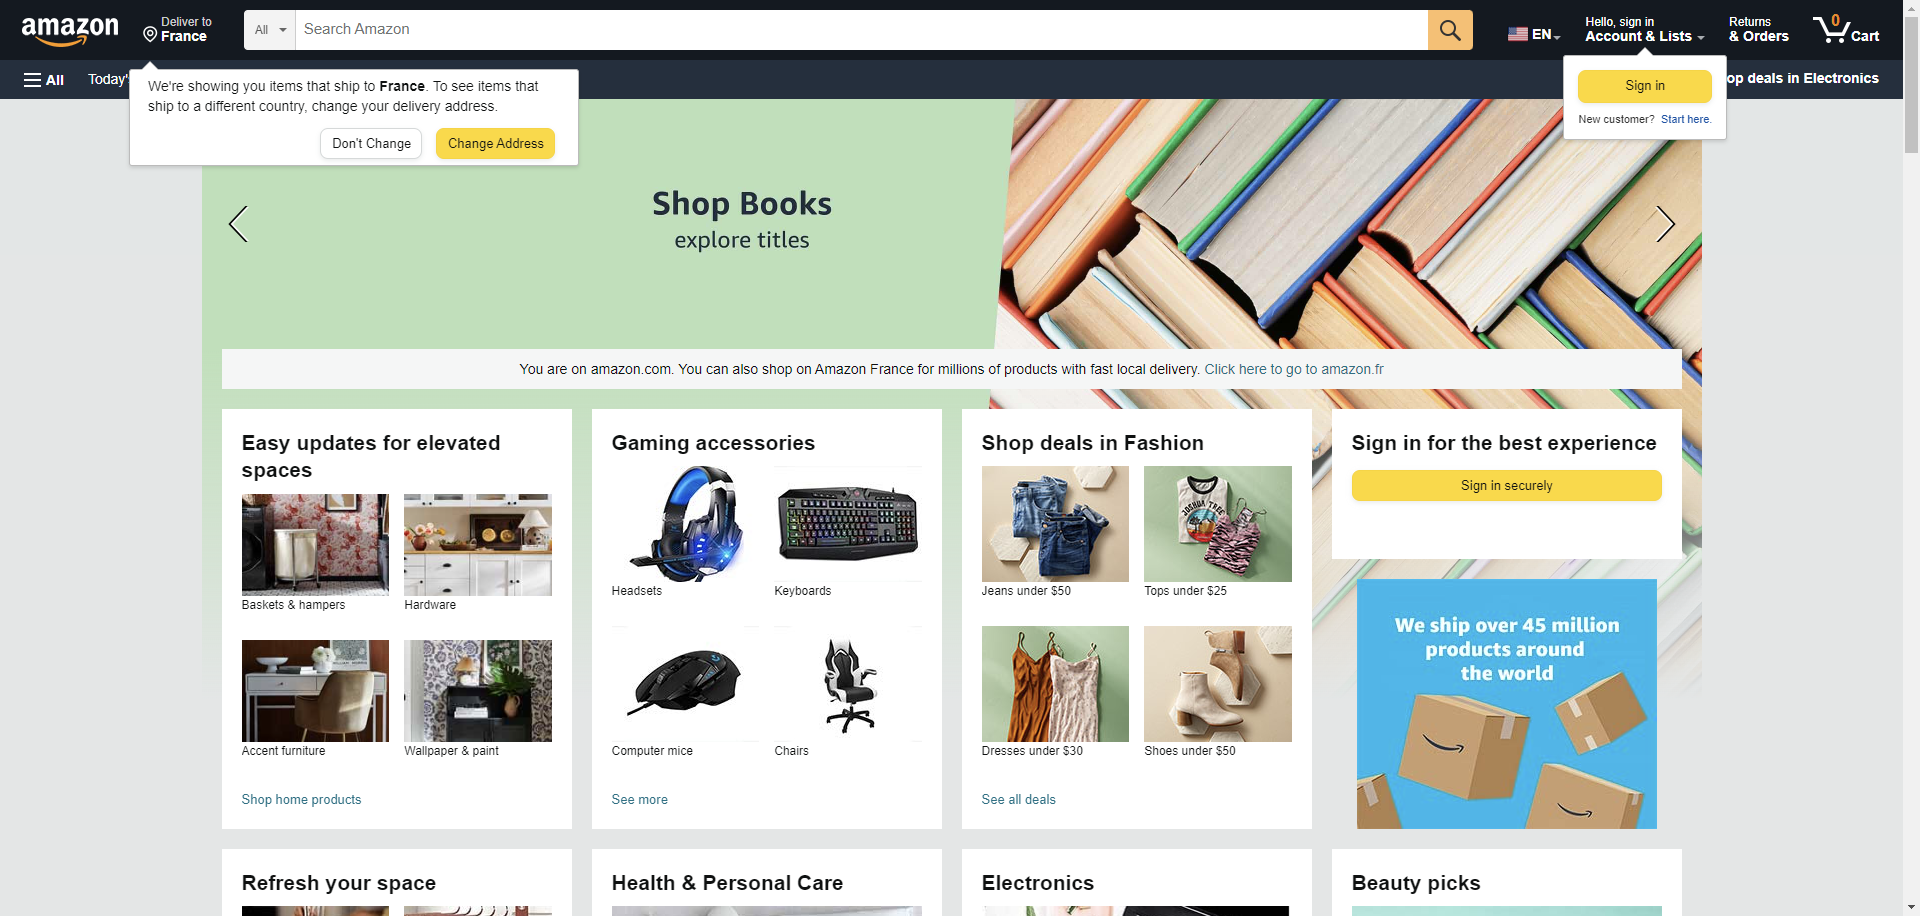 amazon
Deliver to
France
All
Search Amazon
EN
Hello, sign in
Account & Lists
Returns
& Orders
0
Cart
All
Today's
op deals in Electronics
We're showing you items that ship to France. To see items that
ship to a different country, change your delivery address.
Don't Change
Change Address
Sign in
New customer? Start here.
Shop Books
explore titles
You are on amazon.com. You can also shop on Amazon France for millions of products with fast local delivery. Click here to go to amazon.fr
Easy updates for elevated
spaces
Baskets & hampers
Hardware
Accent furniture
Wallpaper & paint
Shop home products
Gaming accessories
Headsets
Keyboards
Computer mice
Chairs
See more
Shop deals in Fashion
JOSHUA TREE
Jeans under $50
Tops under $25
Dresses under $30
Shoes under $50
See all deals
Sign in for the best experience
Sign in securely
We ship over 45 million
products around
the world
Refresh your space
Health & Personal Care
Electronics
Beauty picks